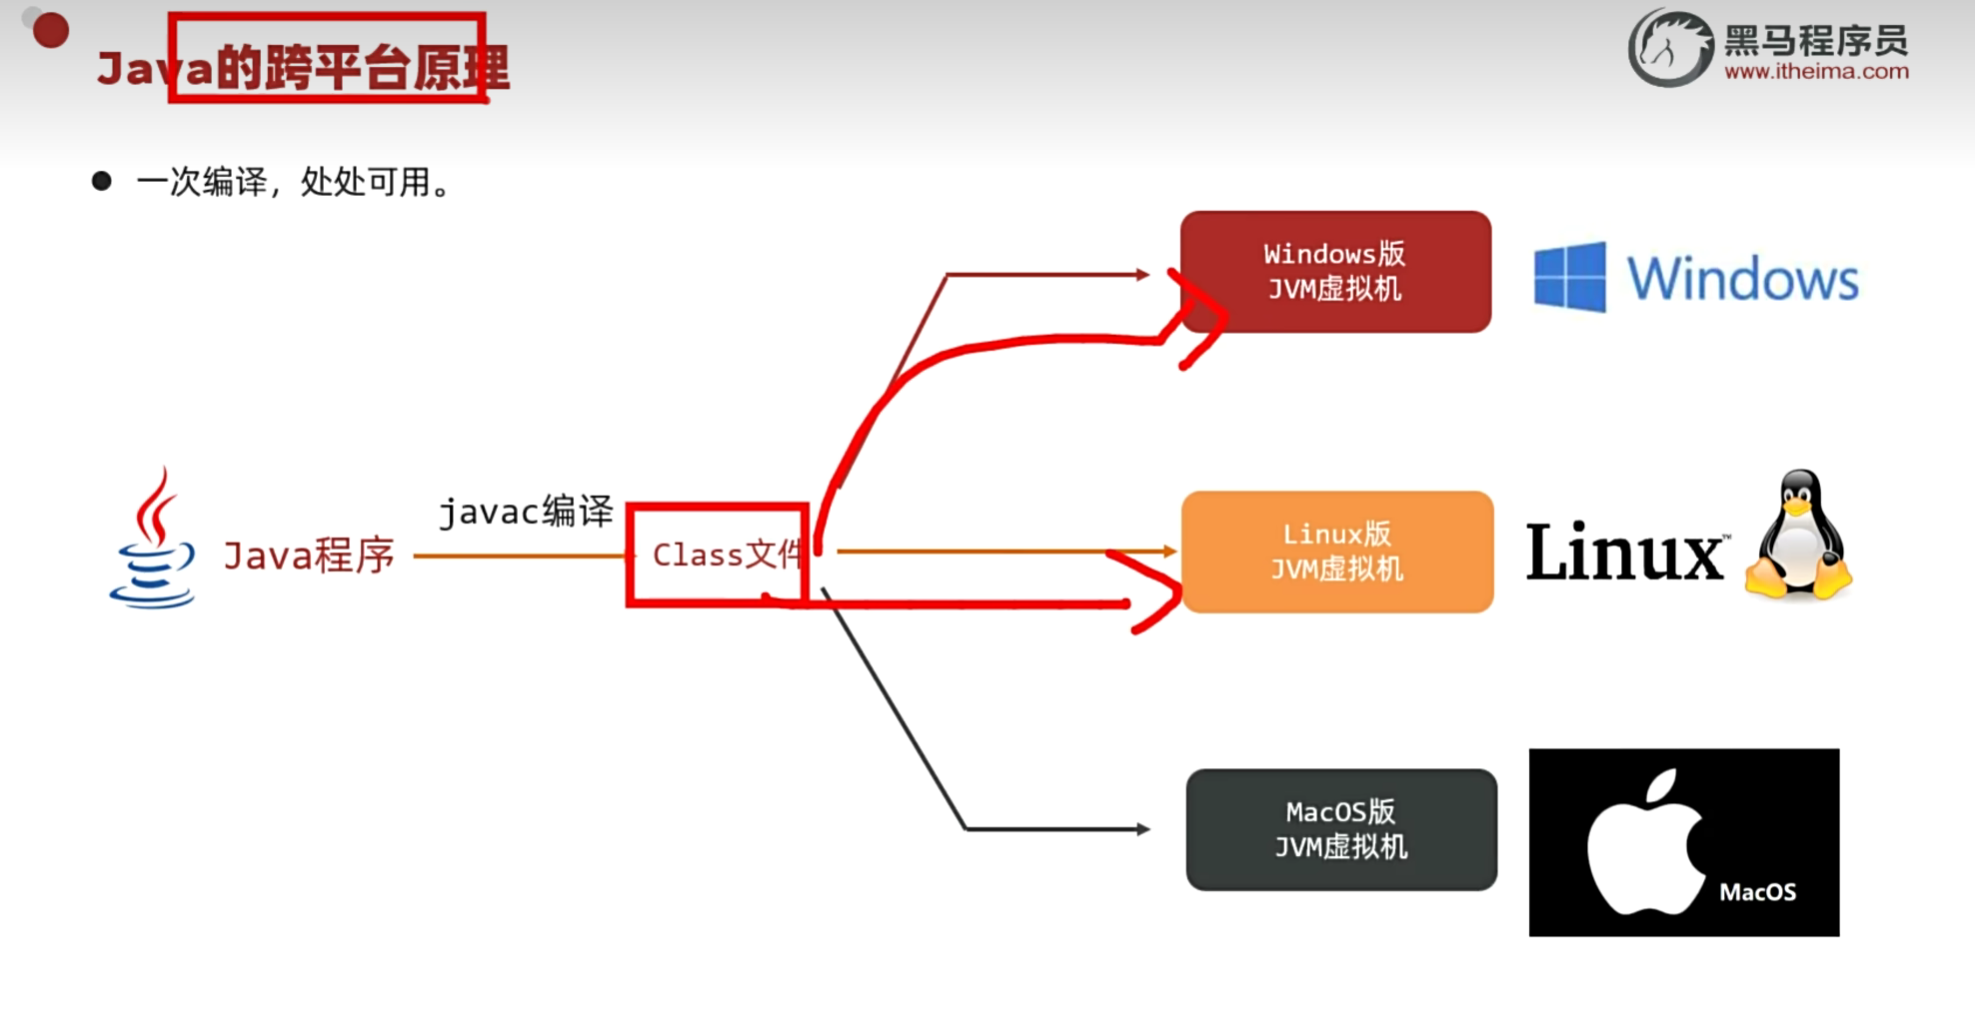 Java的跨平台原理
黑马程序员
www.itheima.com
一次编译，处处可用。
Windows版
JVM虚拟机
Windows
javac编译
Java程序
Class文件
Linux版
JVM虚拟机
Linux™
MacOS版
JVM虚拟机
MacOS